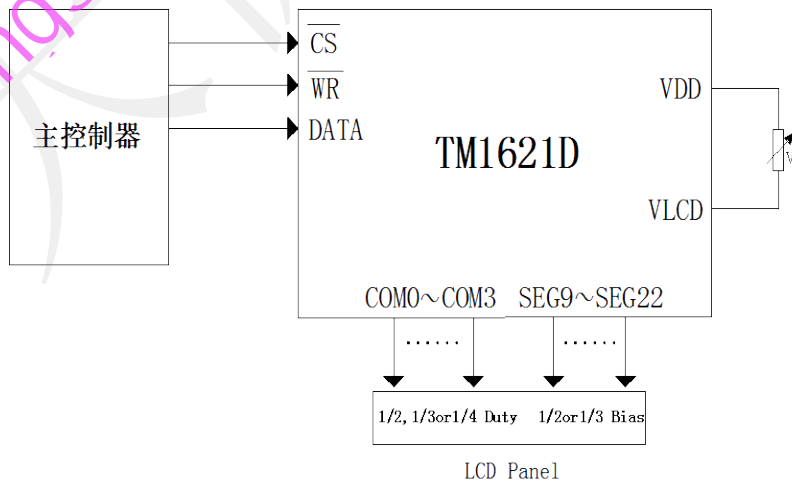 CS
WR
DATA
主控制器
TM1621D
VDD
VLCD
COM0～COM3 SEG9～SEG22
......
......
1/2,1/3or1/4 Duty 1/2or1/3 Bias
LCD Panel